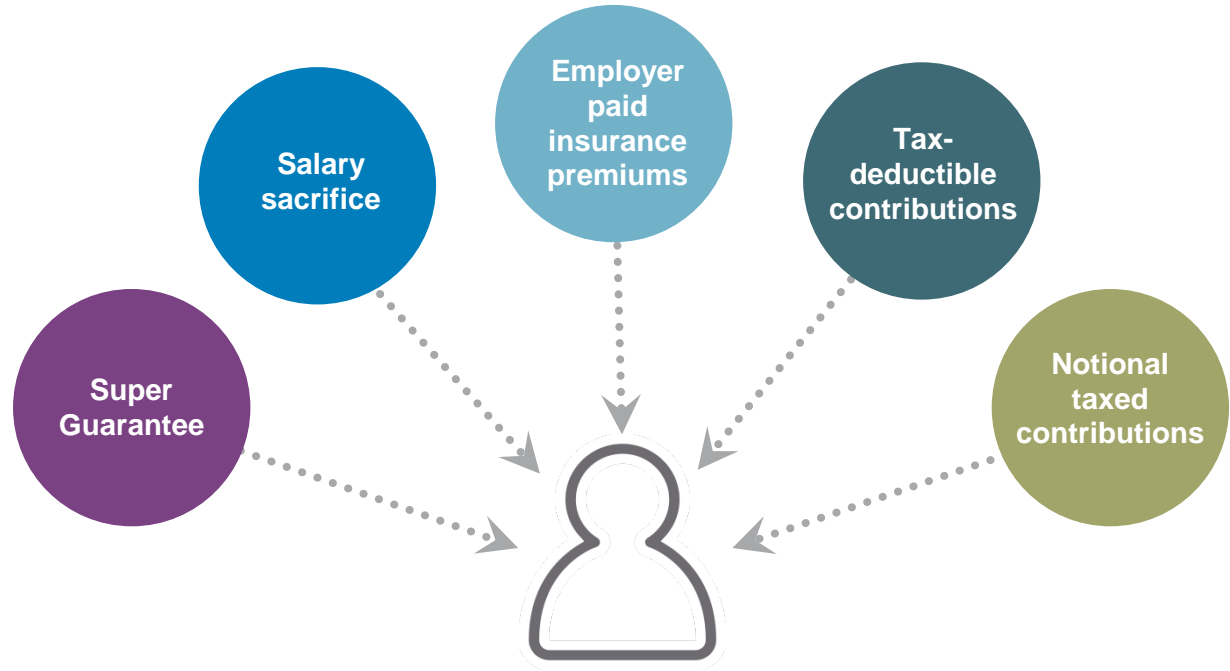 Employer
paid
insurance
premiums
Salary
sacrifice
Tax-
deductible
contributions
Super
Guarantee
Notional
taxed
contributions